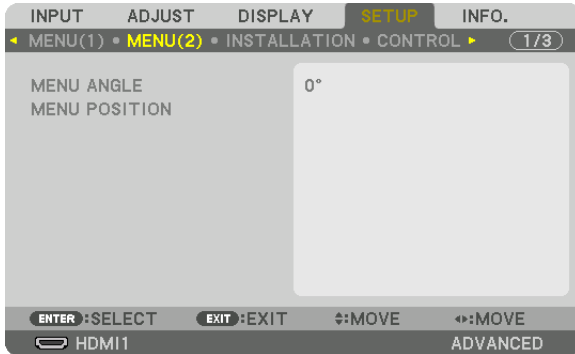 INPUT ADJUST DISPLAY SETUP INFO.
MENU(1) • MENU(2) • INSTALLATION • CONTROL 1/3
MENU ANGLE 0°
MENU POSITION
ENTER :SELECT EXIT :EXIT :MOVE :MOVE
HDMI1 ADVANCED